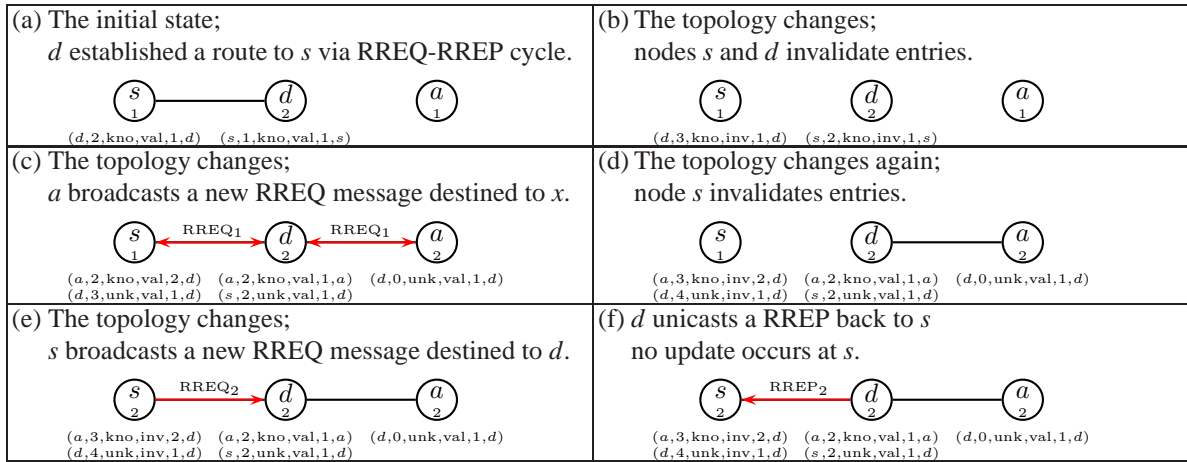 (a) The initial state;
d established a route to s via RREQ-RREP cycle.
s
1
d
2
a
1
(d,2,kno,val,1,d) (s,1,kno,val,1,s)
(b) The topology changes;
nodes s and d invalidate entries.
s
1
d
2
a
1
(d,3,kno,inv,1,d) (s,2,kno,inv,1,s)
(c) The topology changes;
a broadcasts a new RREQ message destined to x.
s
1
RREQ1
d
2
RREQ1
a
2
(a,2,kno,val,2,d) (a,2,kno,val,1,a) (d,0,unk,val,1,d)
(d,3,unk,val,1,d) (s,2,unk,val,1,d)
(d) The topology changes again;
node s invalidates entries.
s
1
d
2
a
2
(a,3,kno,inv,2,d) (a,2,kno,val,1,a) (d,0,unk,val,1,d)
(d,4,unk,inv,1,d) (s,2,unk,val,1,d)
(e) The topology changes;
s broadcasts a new RREQ message destined to d.
s
2
RREQ2
d
2
a
2
(a,3,kno,inv,2,d) (a,2,kno,val,1,a) (d,0,unk,val,1,d)
(d,4,unk,inv,1,d) (s,2,unk,val,1,d)
(f) d unicasts a RREP back to s
no update occurs at s.
s
2
RREP2
d
2
a
2
(a,3,kno,inv,2,d) (a,2,kno,val,1,a) (d,0,unk,val,1,d)
(d,4,unk,inv,1,d) (s,2,unk,val,1,d)